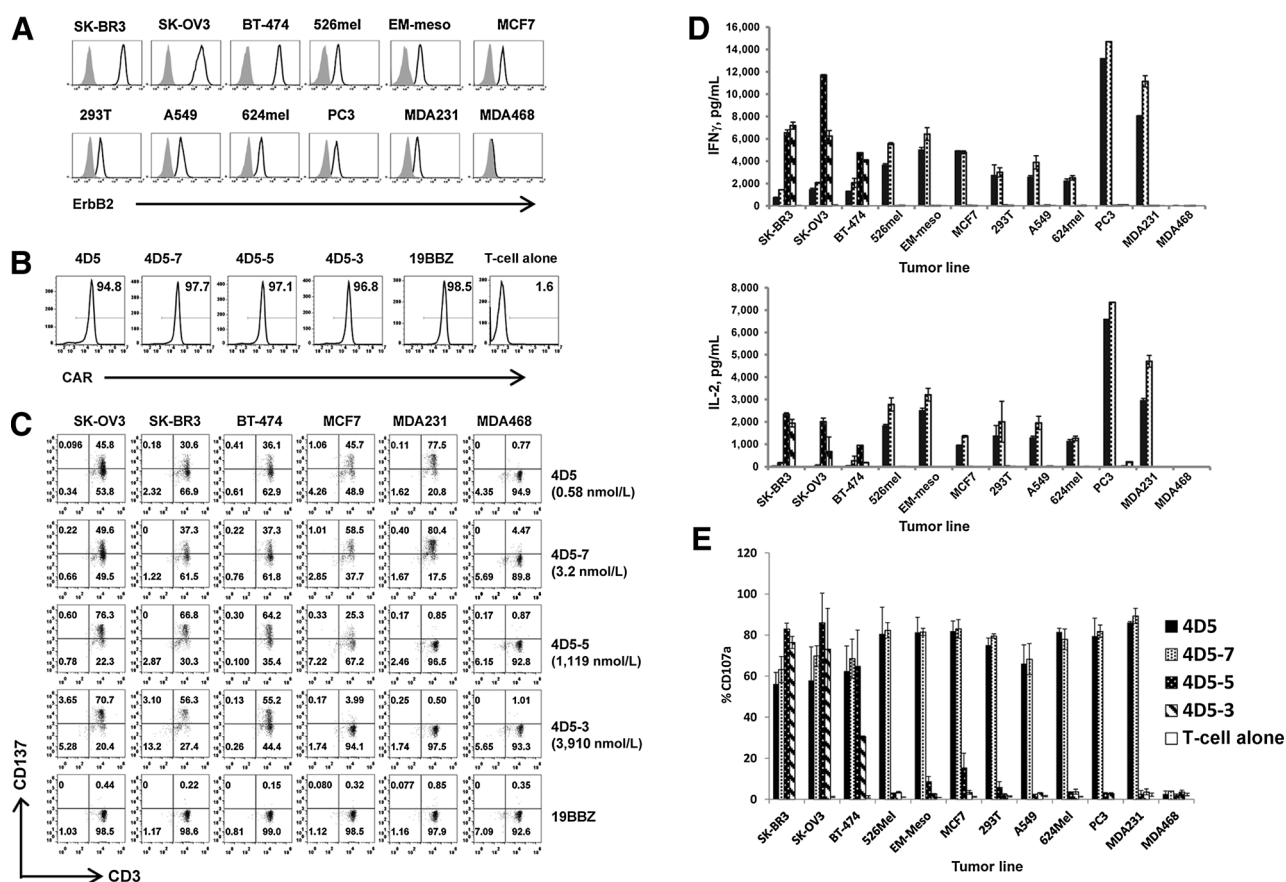 A
SK-BR3 SK-OV3 BT-474 526mel EM-meso MCF7
293T A549 624mel PC3 MDA231 MDA468
ErbB2
B
4D5 4D5-7 4D5-5 4D5-3 19BBZ T-cell alone
94.8 97.7 97.1 96.8 98.5 1.6
CAR
C
SK-OV3 SK-BR3 BT-474 MCF7 MDA231 MDA468
0.096 45.8 0.18 30.6 0.41 36.1 1.06 45.7 0.11 77.5 0 0.77
4D5
(0.58 nmol/L)
0.34 53.8 2.32 66.9 0.61 62.9 4.26 48.9 1.62 20.8 4.35 94.9
0.22 49.6 0 37.3 0.22 37.3 1.01 58.5 0.40 80.4 0 4.47
4D5-7
(3.2 nmol/L)
0.66 49.5 1.22 61.5 0.76 61.8 2.85 37.7 1.67 17.5 5.69 89.8
0.60 76.3 0 66.8 0.30 64.2 0.33 25.3 0.17 0.85 0.17 0.87
4D5-5
(1,119 nmol/L)
0.78 22.3 2.87 30.3 0.100 35.4 7.22 67.2 2.46 96.5 6.15 92.8
3.65 70.7 3.10 56.3 0.13 55.2 0.17 3.99 0.25 0.50 0 1.01
4D5-3
(3,910 nmol/L)
5.28 20.4 13.2 27.4 0.26 44.4 1.74 94.1 1.74 97.5 5.65 93.3
0 0.44 0 0.22 0 0.15 0.080 0.32 0.077 0.85 0 0.35
19BBZ
1.03 98.5 1.17 98.6 0.81 99.0 1.12 98.5 1.16 97.9 7.09 92.6
CD137
CD3
D
IFNγ, pg/mL
16,000
14,000
12,000
10,000
8,000
6,000
4,000
2,000
0
SK-BR3 SK-OV3 BT-474 526mel EM-meso MCF7 293T A549 624mel PC3 MDA231 MDA468
Tumor line
IL-2, pg/mL
8,000
7,000
6,000
5,000
4,000
3,000
2,000
1,000
0
SK-BR3 SK-OV3 BT-474 526mel EM-meso MCF7 293T A549 624mel PC3 MDA231 MDA468
Tumor line
E
% CD107a
120
100
80
60
40
20
0
SK-BR3 SK-OV3 BT-474 526Mel EM-Meso MCF7 293T A549 624Mel PC3 MDA231 MDA468
Tumor line
4D5
4D5-7
4D5-5
4D5-3
T-cell alone